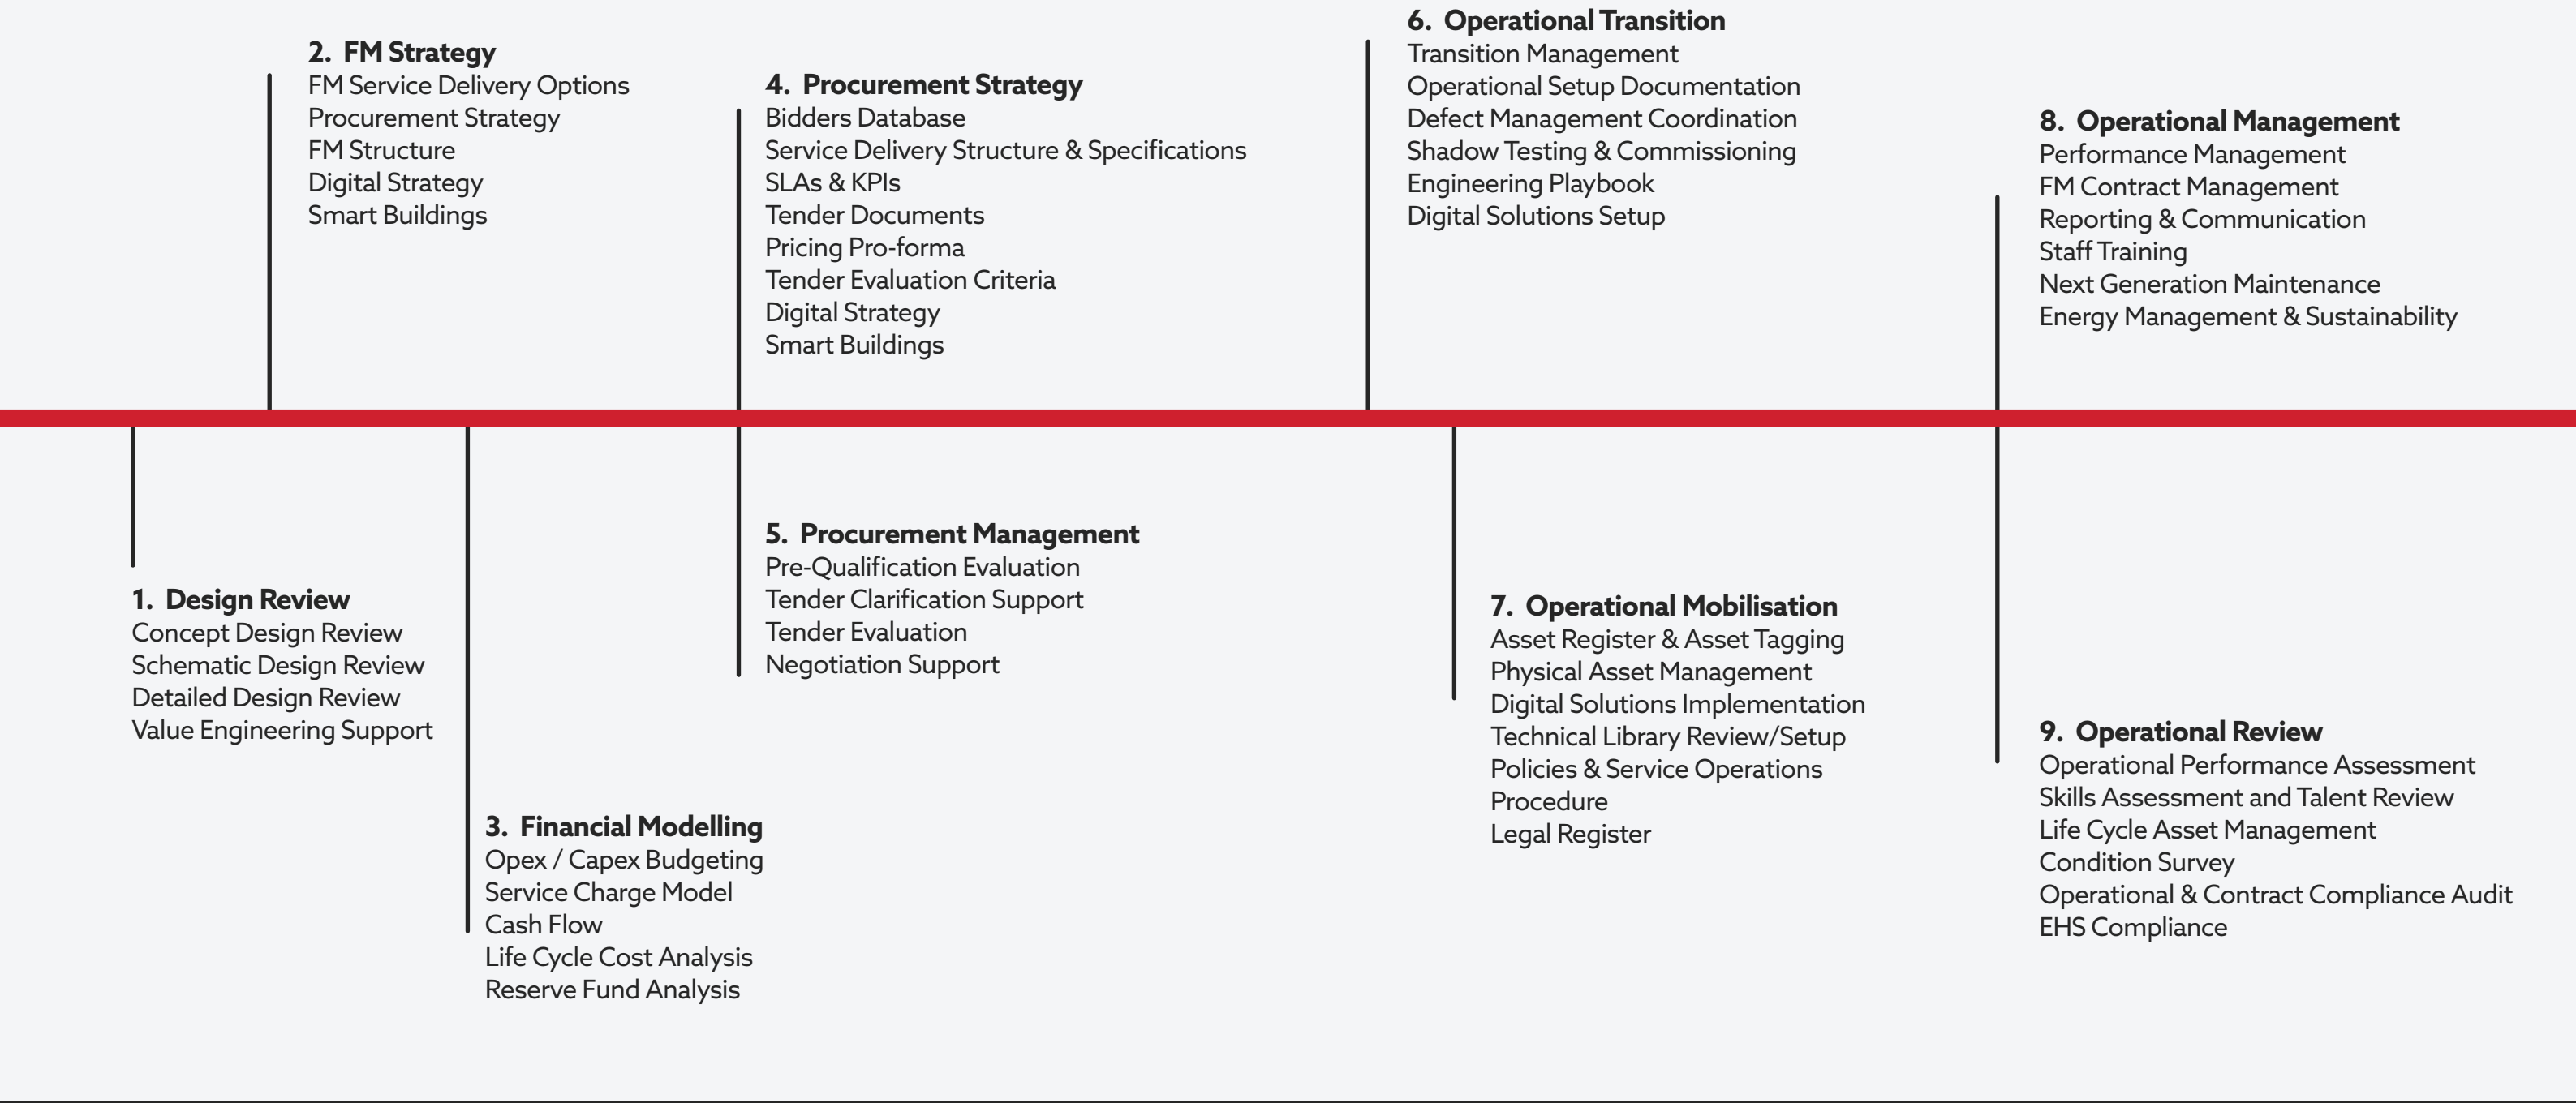 1. Design Review
Concept Design Review
Schematic Design Review
Detailed Design Review
Value Engineering Support
2. FM Strategy
FM Service Delivery Options
Procurement Strategy
FM Structure
Digital Strategy
Smart Buildings
3. Financial Modelling
Opex / Capex Budgeting
Service Charge Model
Cash Flow
Life Cycle Cost Analysis
Reserve Fund Analysis
4. Procurement Strategy
Bidders Database
Service Delivery Structure & Specifications
SLAs & KPIs
Tender Documents
Pricing Pro-forma
Tender Evaluation Criteria
Digital Strategy
Smart Buildings
5. Procurement Management
Pre-Qualification Evaluation
Tender Clarification Support
Tender Evaluation
Negotiation Support
6. Operational Transition
Transition Management
Operational Setup Documentation
Defect Management Coordination
Shadow Testing & Commissioning
Engineering Playbook
Digital Solutions Setup
7. Operational Mobilisation
Asset Register & Asset Tagging
Physical Asset Management
Digital Solutions Implementation
Technical Library Review/Setup
Policies & Service Operations
Procedure
Legal Register
8. Operational Management
Performance Management
FM Contract Management
Reporting & Communication
Staff Training
Next Generation Maintenance
Energy Management & Sustainability
9. Operational Review
Operational Performance Assessment
Skills Assessment and Talent Review
Life Cycle Asset Management
Condition Survey
Operational & Contract Compliance Audit
EHS Compliance